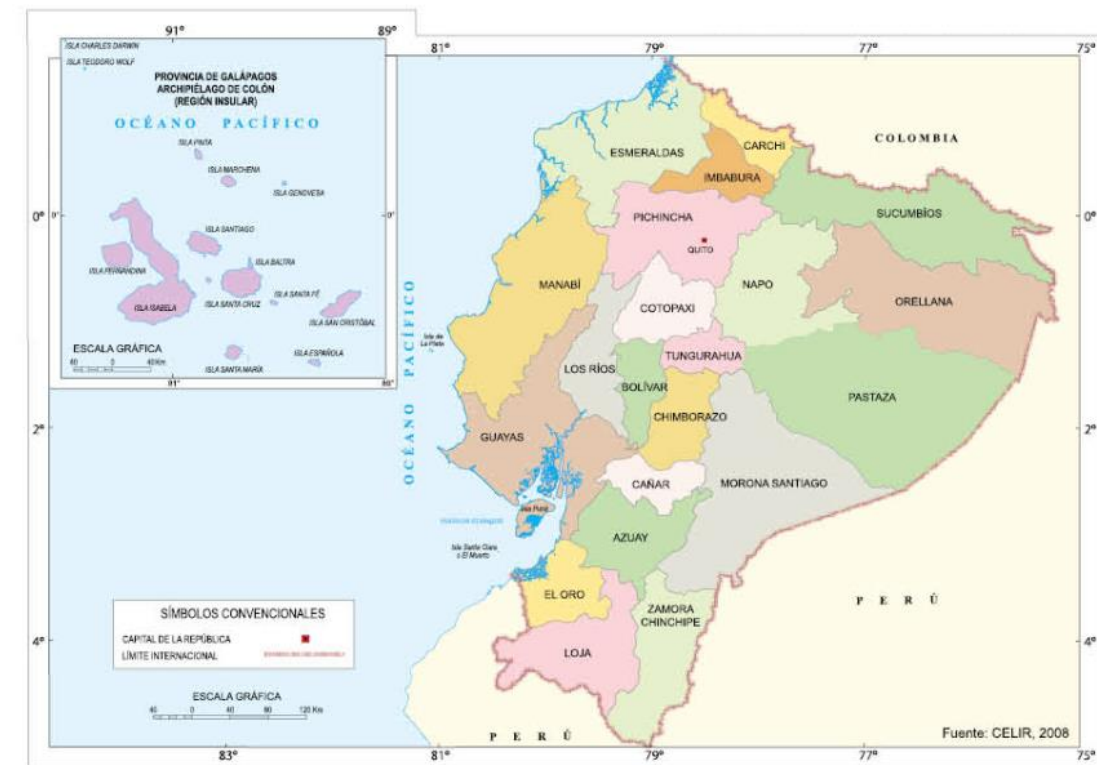 91°
89°
ISLA CHARLES DARWIN
ISLA TEODORO WOLF
PROVINCIA DE GALÁPAGOS
ARCHIPIÉLAGO DE COLÓN
(REGIÓN INSULAR)
OCÉANO PACÍFICO
ISLA PINTA
ISLA MARCHENA
ISLA GENOVESA
0°
0°
ISLA SANTIAGO
ISLA FERNANDINA
ISLA BALTRA
ISLA ISABELA
ISLA SANTA CRUZ
ISLA SANTA FÉ
ISLA SAN CRISTÓBAL
ISLA SANTA MARÍA
ISLA ESPAÑOLA
ESCALA GRÁFICA
0
40 Km
91°
81°
79°
77°
75°
COLOMBIA
ESMERALDAS
CARCHI
IMBABURA
SUCUMBÍOS
0°
PICHINCHA
QUITO
NAPO
ORELLANA
MANABÍ
COTOPAXI
OCÉANO PACÍFICO
Isla de
La Plata
TUNGURAHUA
LOS RÍOS
BOLÍVAR
PASTAZA
CHIMBORAZO
2°
2°
GUAYAS
CAÑAR
MORONA SANTIAGO
Isla Puná
AZUAY
Isla Santa Clara
o El Muerto
EL ORO
ZAMORA
CHINCHIPE
PERÚ
4°
4°
LOJA
SÍMBOLOS CONVENCIONALES
CAPITAL DE LA REPÚBLICA
LÍMITE INTERNACIONAL
ESCALA GRÁFICA
40
0
40
80
120 Km
PERÚ
Fuente: CELIR, 2008
83°
81°
79°
77°
75°